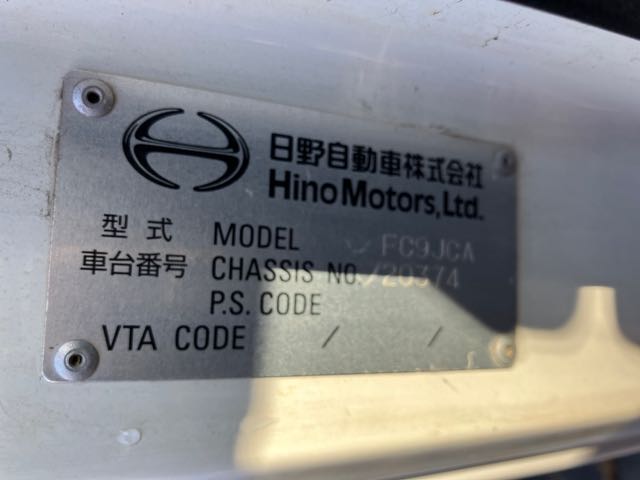 日野自動車株式会社
Hino Motors, Ltd.
型式 MODEL FC9JCA
車台番号 CHASSIS NO. /20374
P.S. CODE
VTA CODE / /